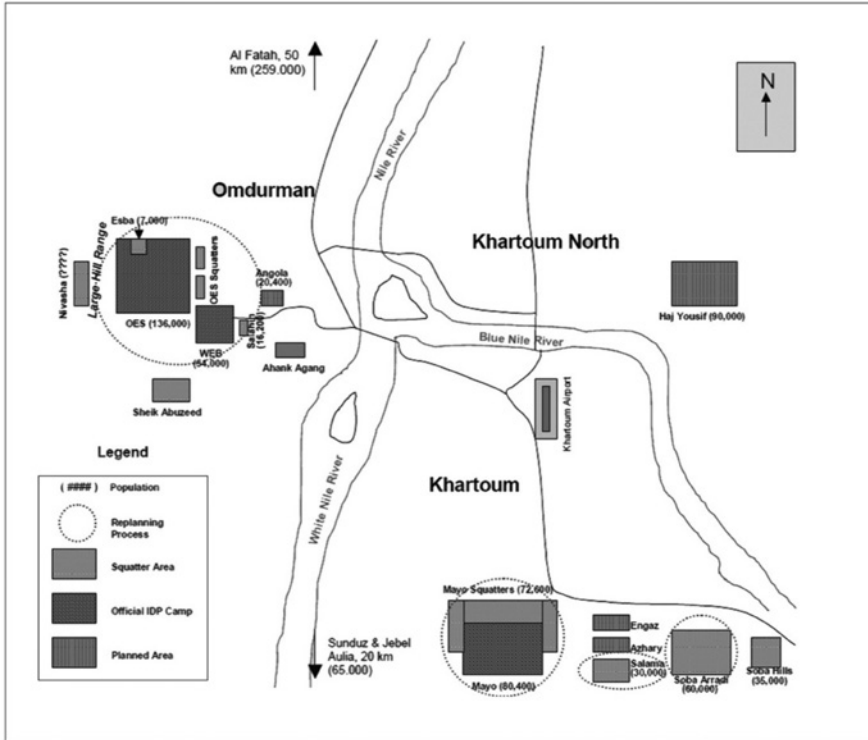 Al Fatah, 50
km (259.000)
N
Nile River
Omdurman
Esba (7,000)
Khartoum North
Nivasha (????)
Large Hill Range
OES Squatters
Angola
(20,400)
OES (136,000)
WEB
(54,000)
(16,200)
Haj Yousif (90,000)
Blue Nile River
Ahank Agang
Sheik Abuzeed
Khartoum Airport
Legend
( #### )
Population
Replanning
Process
Squatter Area
Official IDP Camp
Planned Area
White Nile River
Khartoum
Mayo Squatters (72,600)
Mayo (80,400)
Engaz
Azhary
Salama
(30,000)
Soba Arradi
(60,000)
Soba Hills
(35,000)
Sunduz & Jebel
Aulia, 20 km
(65.000)